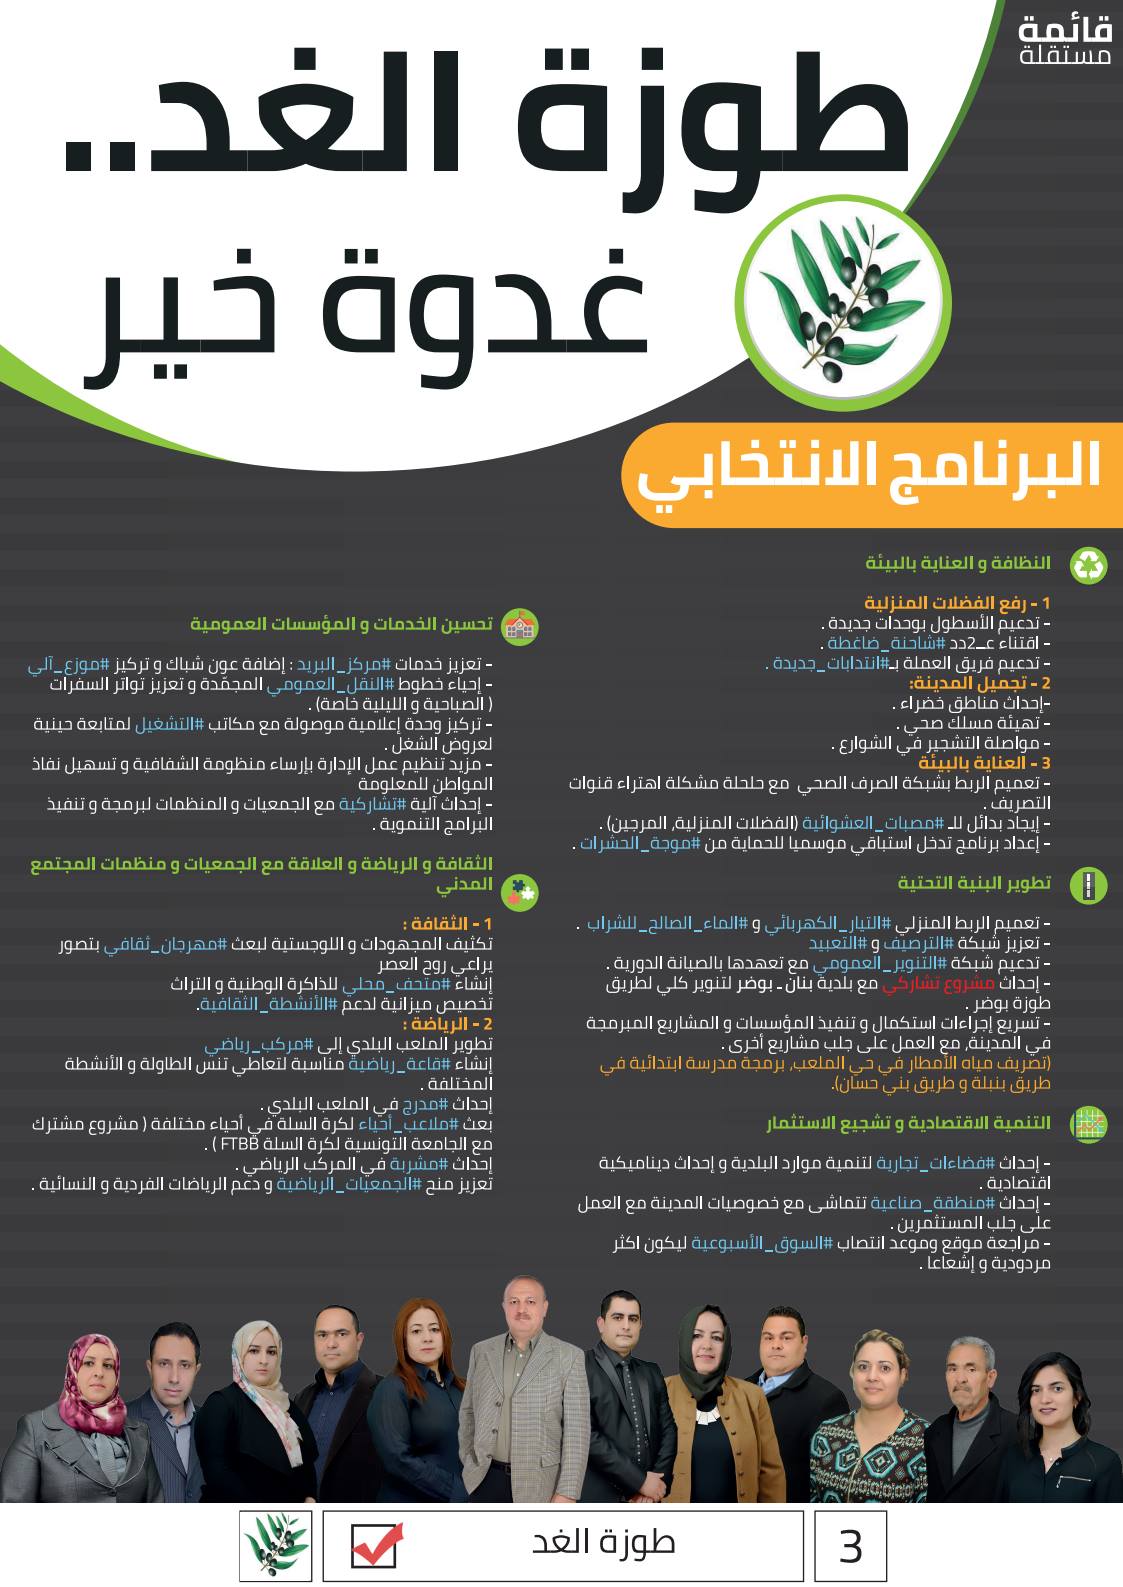 قائمة
مستقلة
طوزة الغد..
غدوة خير
البرنامج الانتخابي
النظافة و العناية بالبيئة
1 - رفع الفضلات المنزلية
- تدعيم الأسطول بوحدات جديدة .
- اقتناء عــ2دد #شاحنة_ضاغطة .
- تدعيم فريق العملة بـ#انتدابات_جديدة .
2 - تجميل المدينة:
-إحداث مناطق خضراء .
- تهيئة مسلك صحي .
- مواصلة التشجير في الشوارع .
3 - العناية بالبيئة
- تعميم الربط بشبكة الصرف الصحي مع حلحلة مشكلة اهتراء قنوات
التصريف .
- إيجاد بدائل للـ #مصبات_العشوائية (الفضلات المنزلية, المرجين) .
- إعداد برنامج تدخل استباقي موسميا للحماية من #موجة_الحشرات .
تطوير البنية التحتية
- تعميم الربط المنزلي #التيار_الكهربائي و #الماء_الصالح_للشراب .
- تعزيز شبكة #الترصيف و #التعبيد
- تدعيم شبكة #التنوير_العمومي مع تعهدها بالصيانة الدورية .
- إحداث مشروع تشاركي مع بلدية بنان ـ بوضر لتنوير كلي لطريق
طوزة بوضر .
- تسريع إجراءات استكمال و تنفيذ المؤسسات و المشاريع المبرمجة
في المدينة, مع العمل على جلب مشاريع أخرى .
(تصريف مياه الأمطار في حي الملعب, برمجة مدرسة ابتدائية في
طريق بنبلة و طريق بني حسان).
التنمية الاقتصادية و تشجيع الاستثمار
- إحداث #فضاءات_تجارية لتنمية موارد البلدية و إحداث ديناميكية
اقتصادية .
- إحداث #منطقة_صناعية تتماشى مع خصوصيات المدينة مع العمل
على جلب المستثمرين .
- مراجعة موقع وموعد انتصاب #السوق_الأسبوعية ليكون اكثر
مردودية و إشعاعا .
تحسين الخدمات و المؤسسات العمومية
- تعزيز خدمات #مركز_البريد : إضافة عون شباك و تركيز #موزع_آلي
- إحياء خطوط #النقل_العمومي المجمّدة و تعزيز تواتر السفرات
( الصباحية و الليلية خاصة) .
- تركيز وحدة إعلامية موصولة مع مكاتب #التشغيل لمتابعة حينية
لعروض الشغل .
- مزيد تنظيم عمل الإدارة بإرساء منظومة الشفافية و تسهيل نفاذ
المواطن للمعلومة
- إحداث آلية #تشاركية مع الجمعيات و المنظمات لبرمجة و تنفيذ
البرامج التنموية .
الثقافة و الرياضة و العلاقة مع الجمعيات و منظمات المجتمع
المدني
1 - الثقافة :
تكثيف المجهودات و اللوجستية لبعث #مهرجان_ثقافي بتصور
يراعي روح العصر
إنشاء #متحف_محلي للذاكرة الوطنية و التراث
تخصيص ميزانية لدعم #الأنشطة_الثقافية.
2 - الرياضة :
تطوير الملعب البلدي إلى #مركب_رياضي
إنشاء #قاعة_رياضية مناسبة لتعاطي تنس الطاولة و الأنشطة
المختلفة .
إحداث #مدرج في الملعب البلدي .
بعث #ملاعب_أحياء لكرة السلة في أحياء مختلفة ( مشروع مشترك
مع الجامعة التونسية لكرة السلة FTBB ) .
إحداث #مشربة في المركب الرياضي .
تعزيز منح #الجمعيات_الرياضية و دعم الرياضات الفردية و النسائية .
3
طوزة الغد